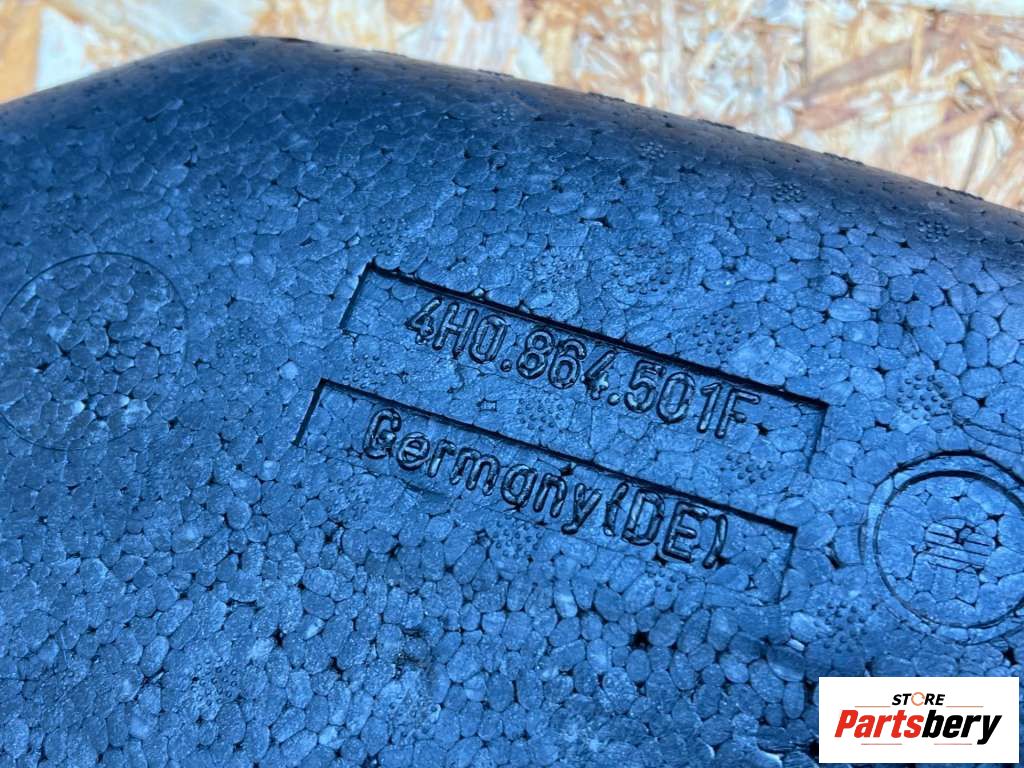 4H0.864.501F
Germany(DE)
STORE
Partsbery